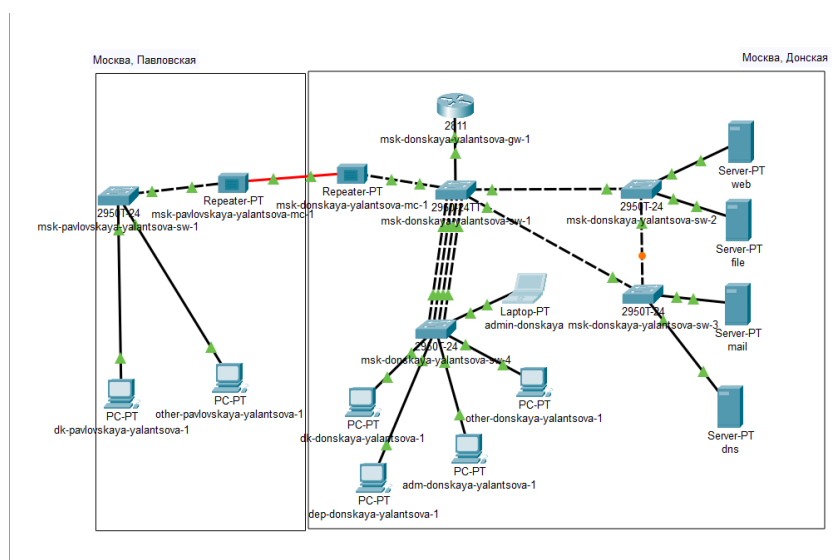 Москва, Павловская
Москва, Донская
2811
msk-donskaya-yalantsova-gw-1
Repeater-PT
msk-pavlovskaya-yalantsova-mc-1
Repeater-PT
msk-donskaya-yalantsova-mc-1
2950T-24
msk-pavlovskaya-yalantsova-sw-1
msk-donskaya-yalantsova-sw-1
2950T-24
msk-donskaya-yalantsova-sw-2
Server-PT
web
Server-PT
file
2950T-24
msk-donskaya-yalantsova-sw-3
Server-PT
mail
Server-PT
dns
Laptop-PT
admin-donskaya
2950T-24
msk-donskaya-yalantsova-sw-4
PC-PT
dk-pavlovskaya-yalantsova-1
PC-PT
other-pavlovskaya-yalantsova-1
PC-PT
dk-donskaya-yalantsova-1
PC-PT
other-donskaya-yalantsova-1
PC-PT
adm-donskaya-yalantsova-1
PC-PT
dep-donskaya-yalantsova-1